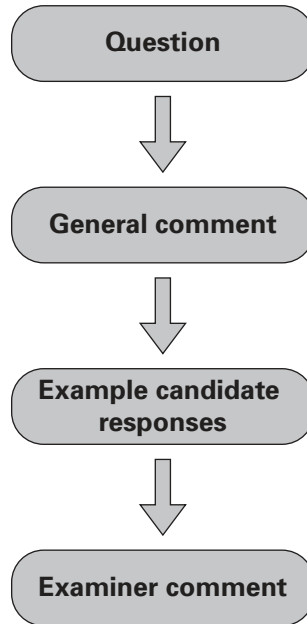 Question
General comment
Example candidate
responses
Examiner comment